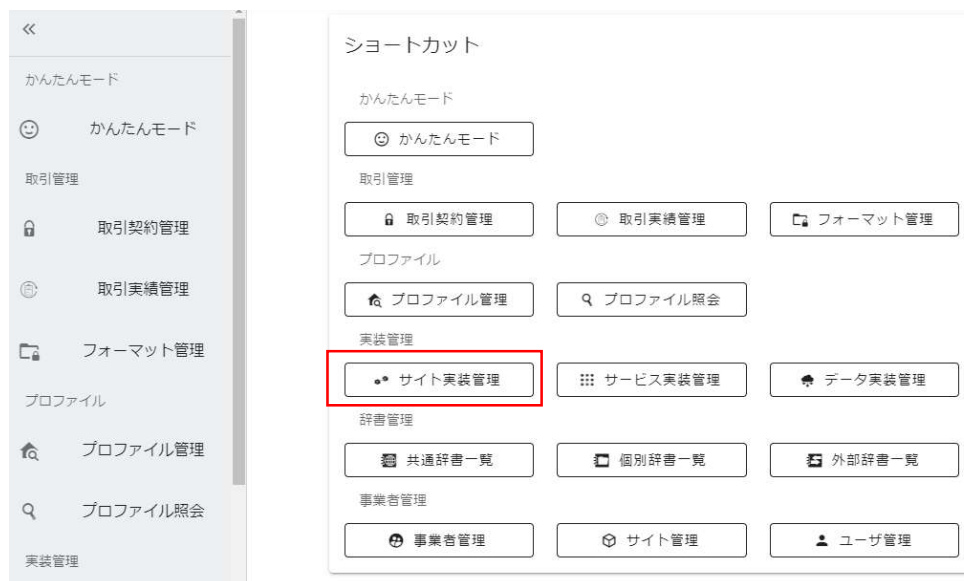 かんたんモード
かんたんモード
取引管理
取引契約管理
取引実績管理
フォーマット管理
プロファイル
プロファイル管理
プロファイル照会
実装管理
ショートカット
かんたんモード
かんたんモード
取引管理
取引契約管理 取引実績管理 フォーマット管理
プロファイル
プロファイル管理 プロファイル照会
実装管理
サイト実装管理 サービス実装管理 データ実装管理
辞書管理
共通辞書一覧 個別辞書一覧 外部辞書一覧
事業者管理
事業者管理 サイト管理 ユーザ管理